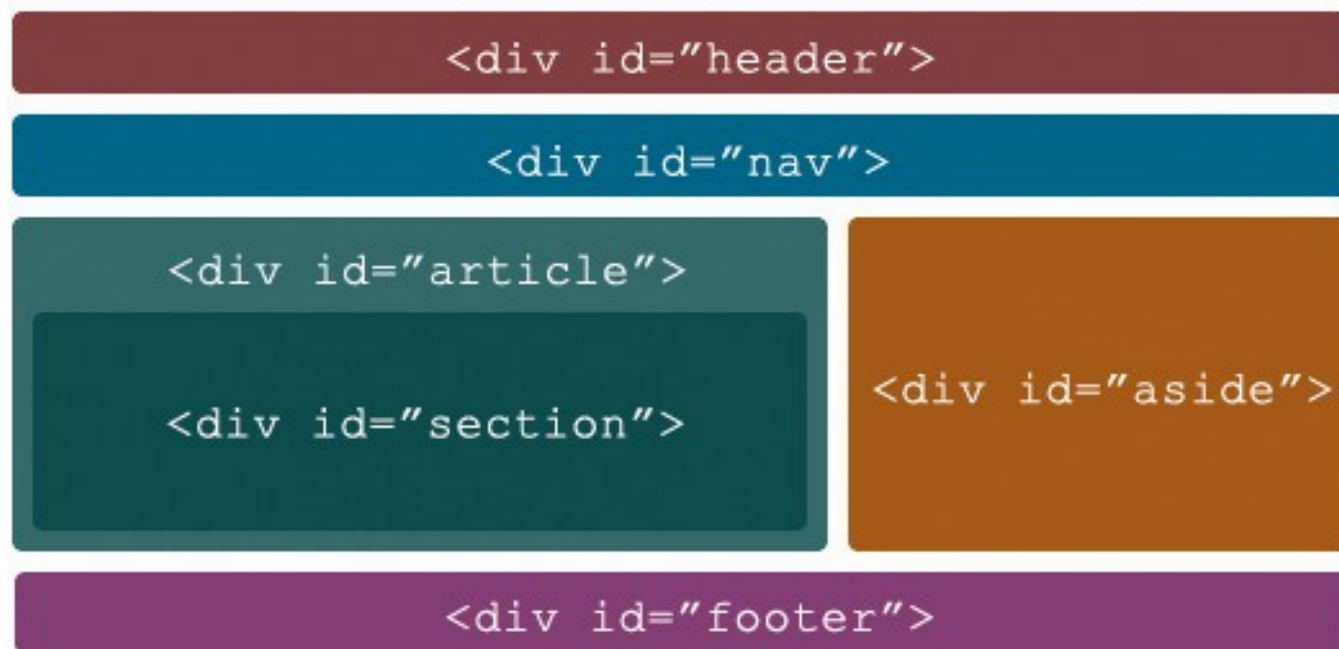 <div id=”header”>
<div id=”nav”>
<div id=”article”>
<div id=”section”>
<div id=”aside”>
<div id=”footer”>